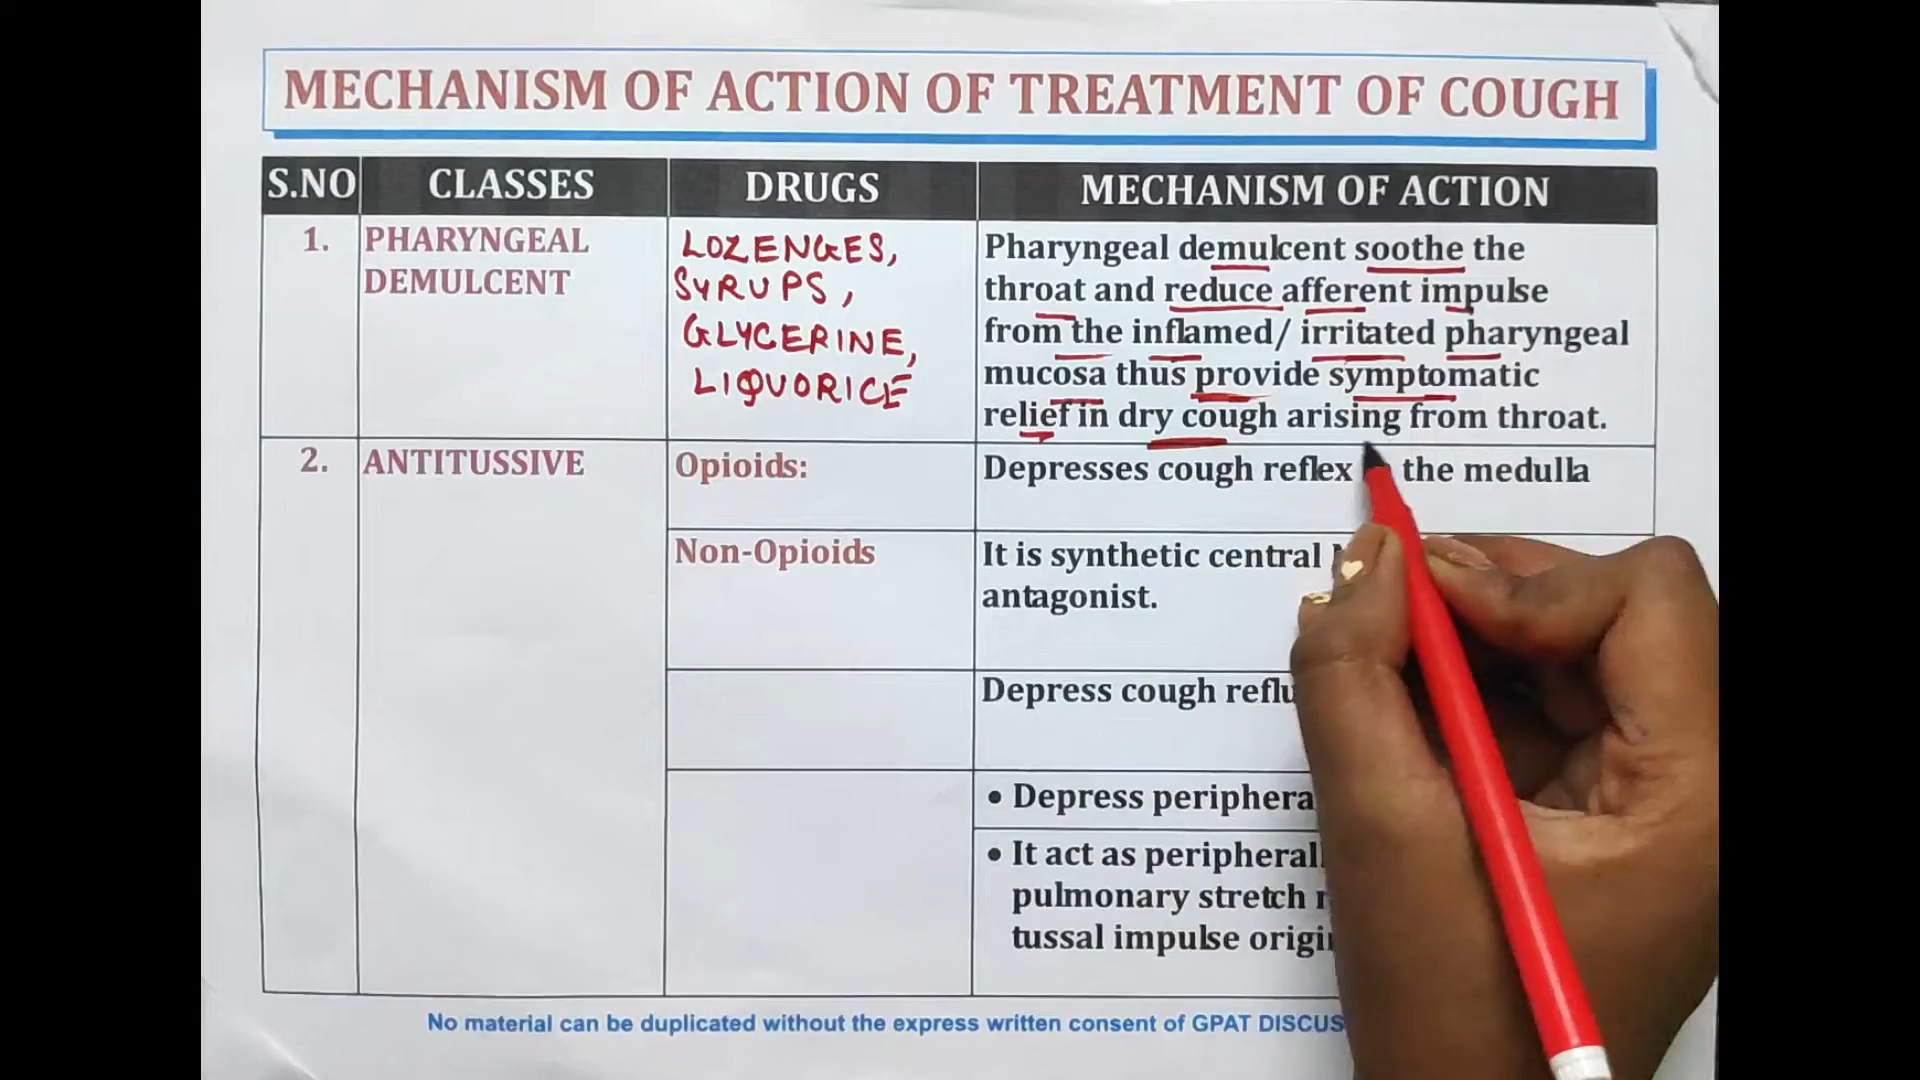 MECHANISM OF ACTION OF TREATMENT OF COUGH
S.NO CLASSES DRUGS MECHANISM OF ACTION
1. PHARYNGEAL DEMULCENT
LOZENGES,
SYRUPS,
GLYCERINE,
LIQUORICE
Pharyngeal demulcent soothe the
throat and reduce afferent impulse
from the inflamed/ irritated pharyngeal
mucosa thus provide symptomatic
relief in dry cough arising from throat.
2. ANTITUSSIVE
Opioids:
Depresses cough reflex the medulla
Non-Opioids
It is synthetic central
antagonist.
Depress cough
• Depress
• It act as
pulmonary stretch
tussal impulse
No material can be duplicated without the express written consent of GPAT